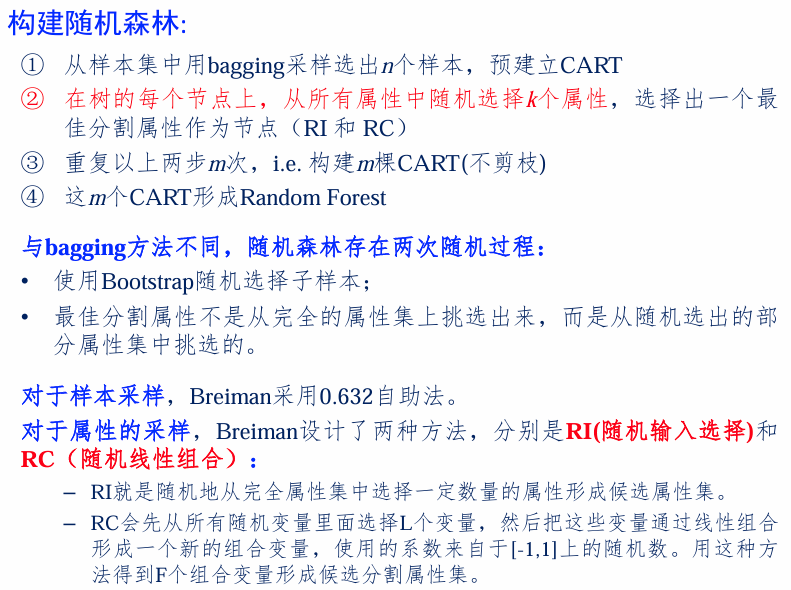 构建随机森林:
① 从样本集中用bagging采样选出n个样本，预建立CART
② 在树的每个节点上，从所有属性中随机选择k个属性，选择出一个最
佳分割属性作为节点（RI 和 RC）
③ 重复以上两步m次，i.e. 构建m棵CART(不剪枝)
④ 这m个CART形成Random Forest
与bagging方法不同，随机森林存在两次随机过程：
• 使用Bootstrap随机选择子样本；
• 最佳分割属性不是从完全的属性集上挑选出来，而是从随机选出的部
分属性集中挑选的。
对于样本采样，Breiman采用0.632自助法。
对于属性的采样，Breiman设计了两种方法，分别是RI(随机输入选择)和
RC（随机线性组合）：
– RI就是随机地从完全属性集中选择一定数量的属性形成候选属性集。
– RC会先从所有随机变量里面选择L个变量，然后把这些变量通过线性组合
形成一个新的组合变量，使用的系数来自于[-1,1]上的随机数。用这种方
法得到F个组合变量形成候选分割属性集。